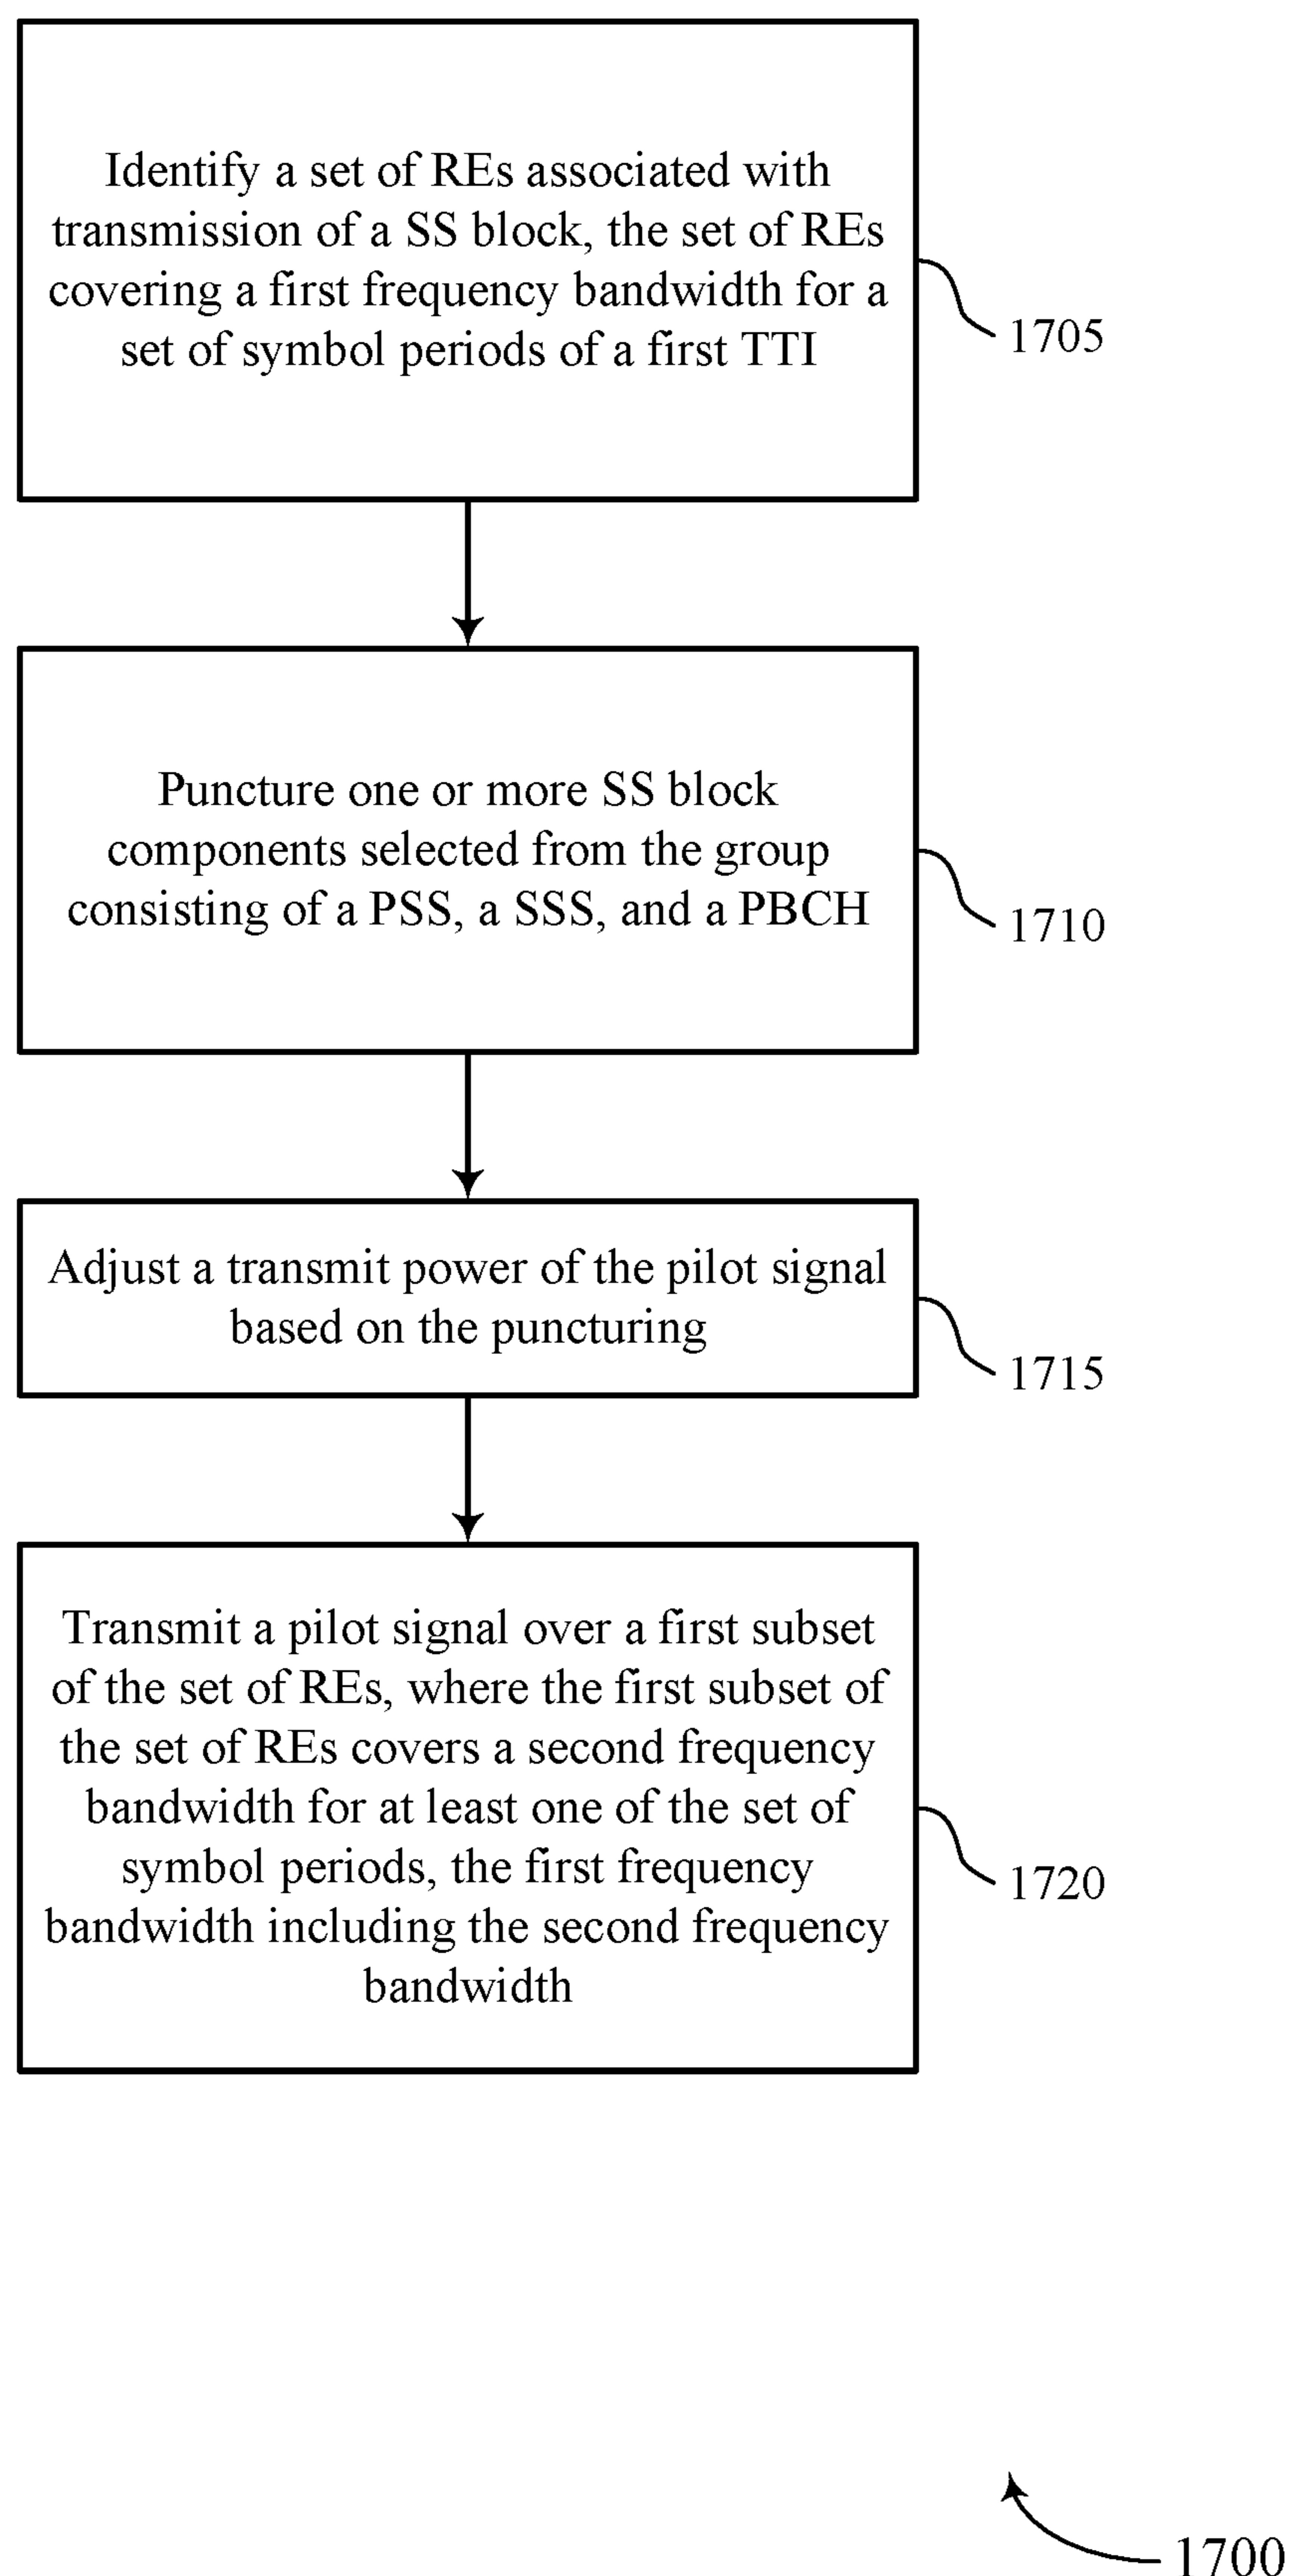 Identify a set of REs associated with
transmission of a SS block, the set of REs
covering a first frequency bandwidth for a
set of symbol periods of a first TTI
1705
Puncture one or more SS block
components selected from the group
consisting of a PSS, a SSS, and a PBCH
1710
Adjust a transmit power of the pilot signal
based on the puncturing
1715
Transmit a pilot signal over a first subset
of the set of REs, where the first subset of
the set of REs covers a second frequency
bandwidth for at least one of the set of
symbol periods, the first frequency
bandwidth including the second frequency
bandwidth
1720
1700